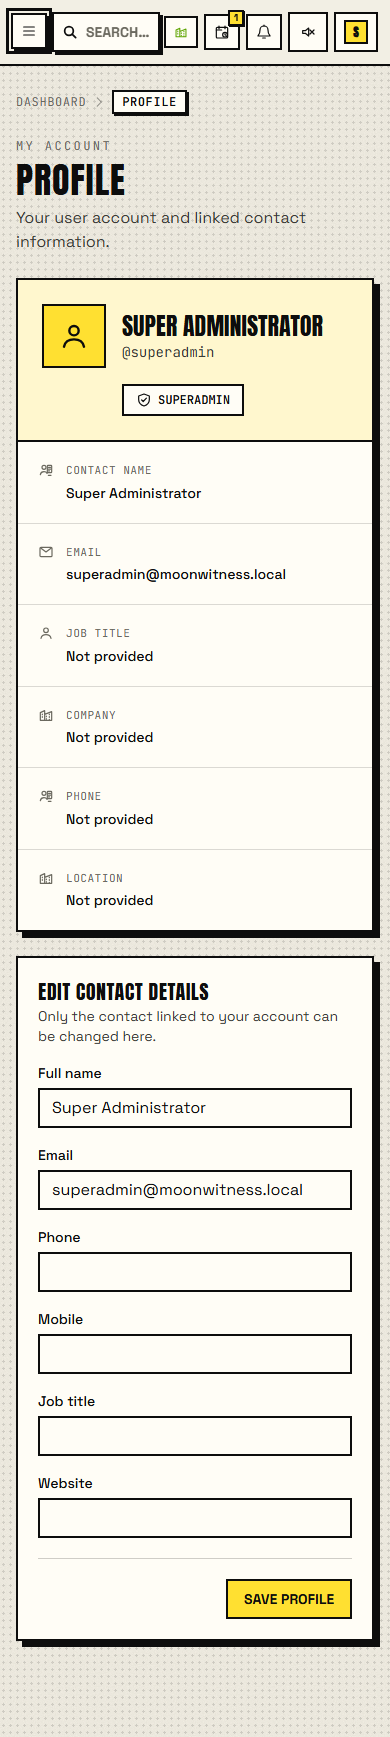 SEARCH...
1
S
DASHBOARD
PROFILE
MY ACCOUNT
PROFILE
Your user account and linked contact
information.
SUPER ADMINISTRATOR
@superadmin
SUPERADMIN
CONTACT NAME
Super Administrator
EMAIL
superadmin@moonwitness.local
JOB TITLE
Not provided
COMPANY
Not provided
PHONE
Not provided
LOCATION
Not provided
EDIT CONTACT DETAILS
Only the contact linked to your account can
be changed here.
Full name
Super Administrator
Email
superadmin@moonwitness.local
Phone
Mobile
Job title
Website
SAVE PROFILE